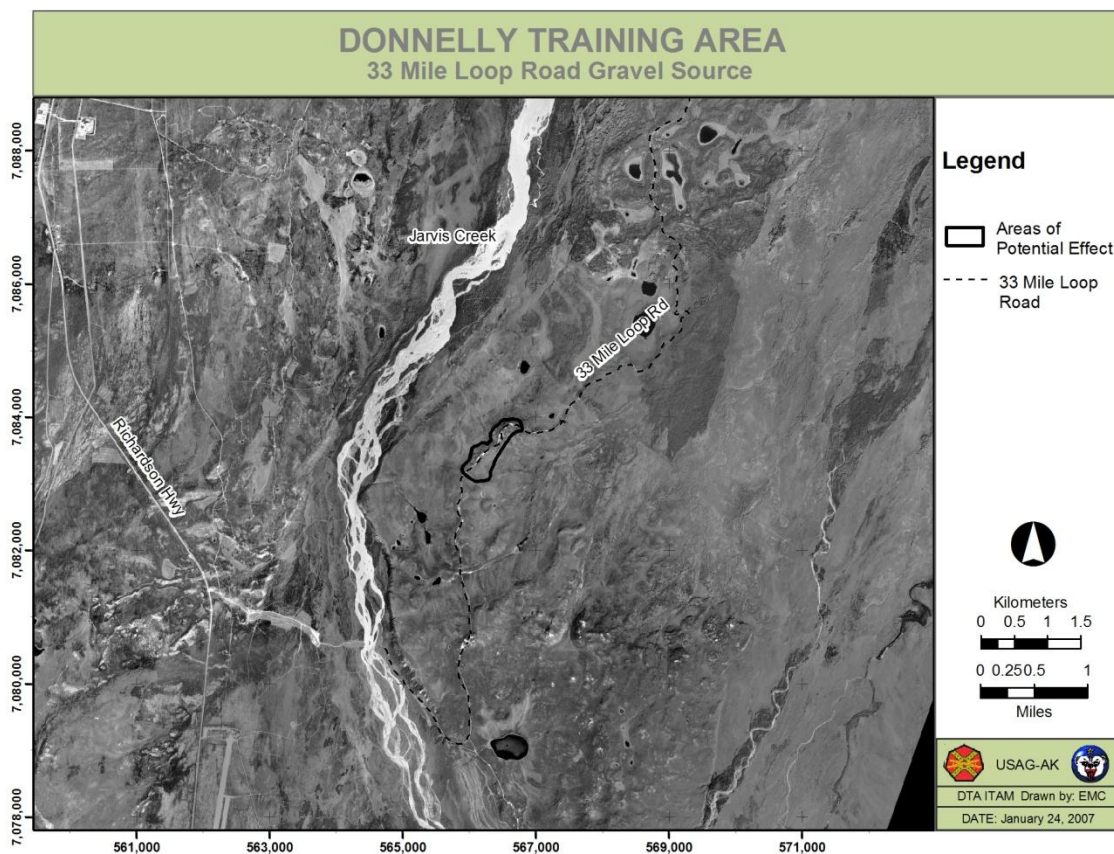 DONNELLY TRAINING AREA
33 Mile Loop Road Gravel Source
7,088,000
7,086,000
7,084,000
7,082,000
7,080,000
7,078,000
Jarvis Creek
33 Mile Loop Rd
Richardson Hwy
561,000
563,000
565,000
567,000
569,000
571,000
Legend
Areas of
Potential Effect
33 Mile Loop
Road
Kilometers
0 0.5 1 1.5
0 0.25 0.5 1
Miles
USAG-AK
DTA ITAM Drawn by: EMC
DATE: January 24, 2007